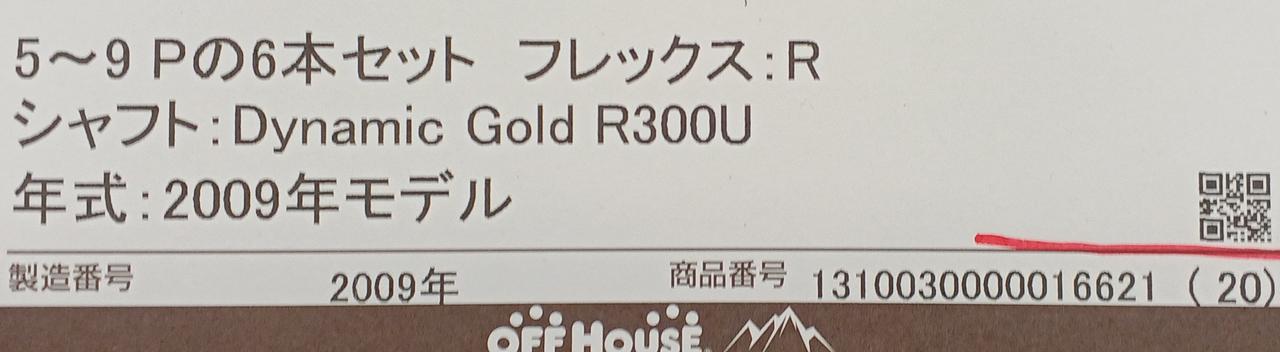 5～9 Pの6本セット　フレックス:R
シャフト:Dynamic Gold R300U
年式:2009年モデル
製造番号 2009年 商品番号 1310030000016621 (20)
OFF HOUSE